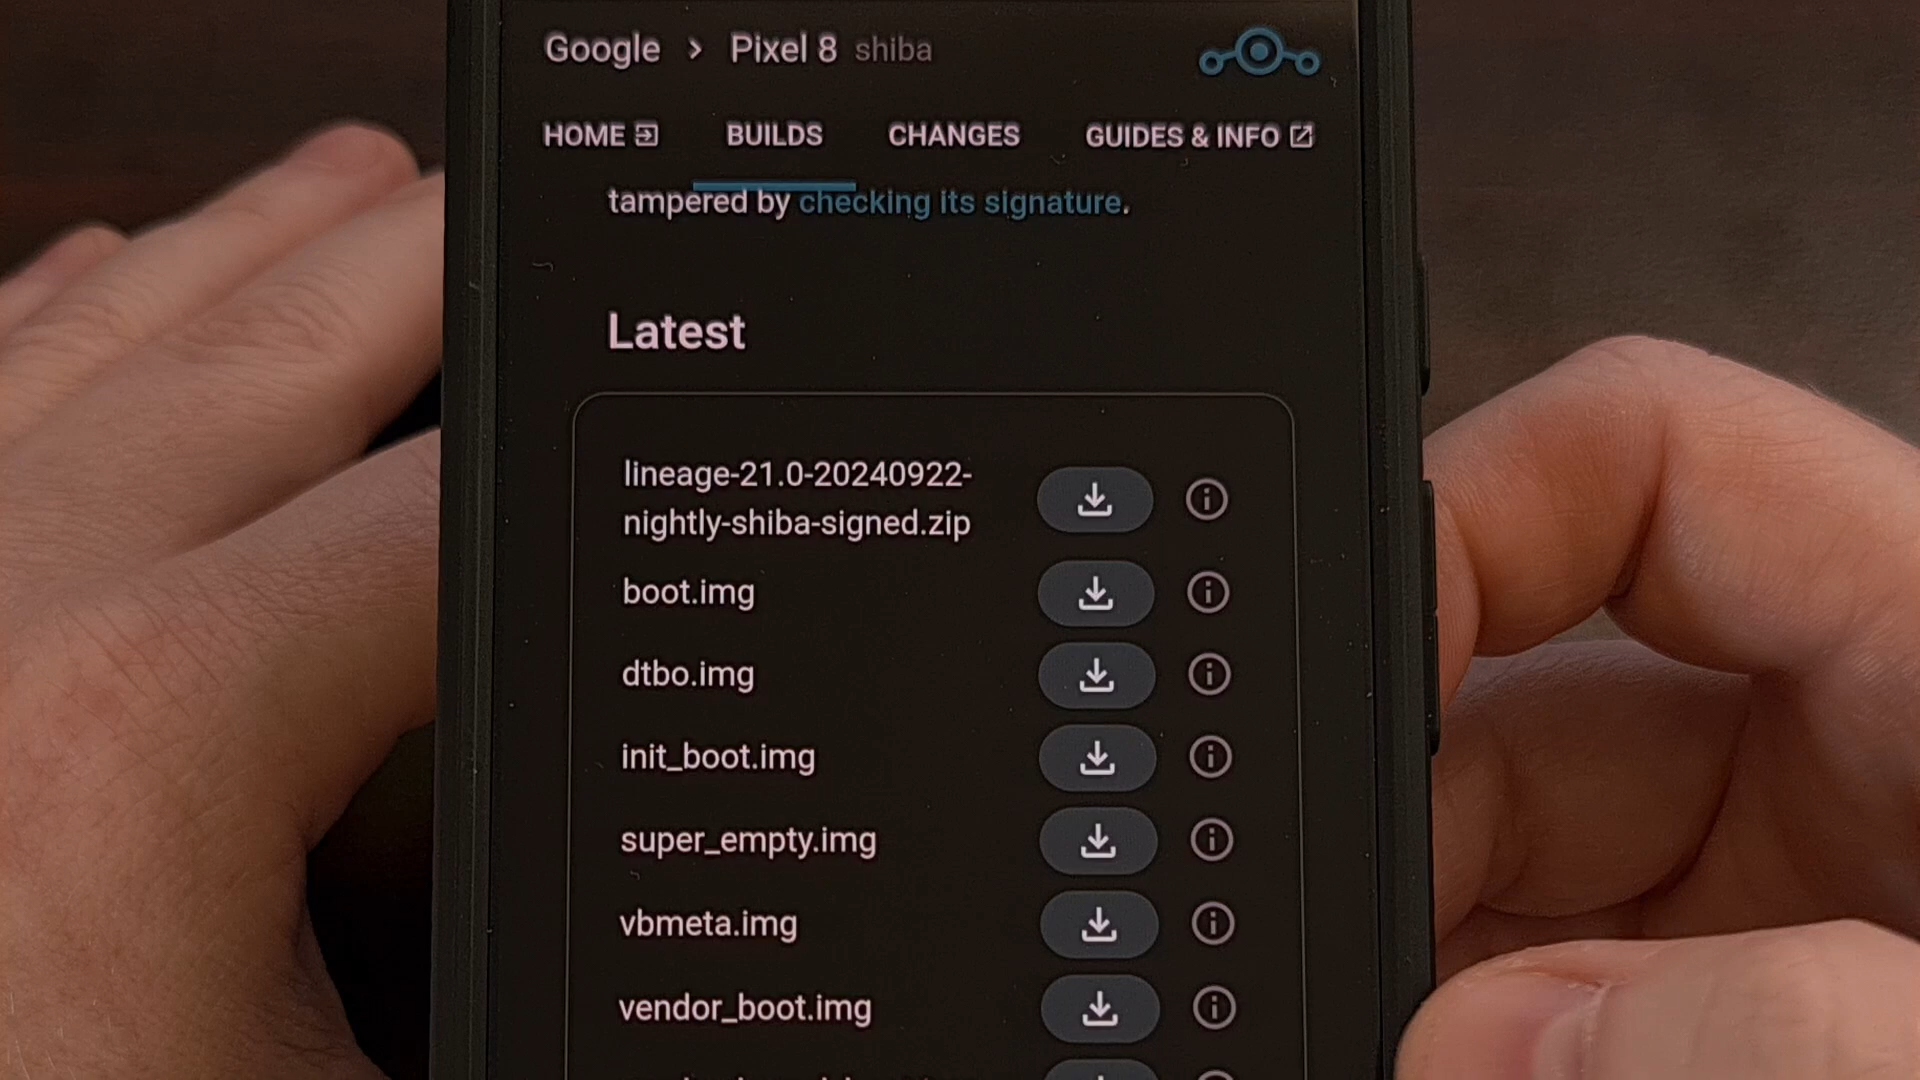 Google > Pixel 8 shiba
HOME BUILDS CHANGES GUIDES & INFO
tampered by checking its signature.
Latest
lineage-21.0-20240922-
nightly-shiba-signed.zip
boot.img
dtbo.img
init_boot.img
super_empty.img
vbmeta.img
vendor_boot.img